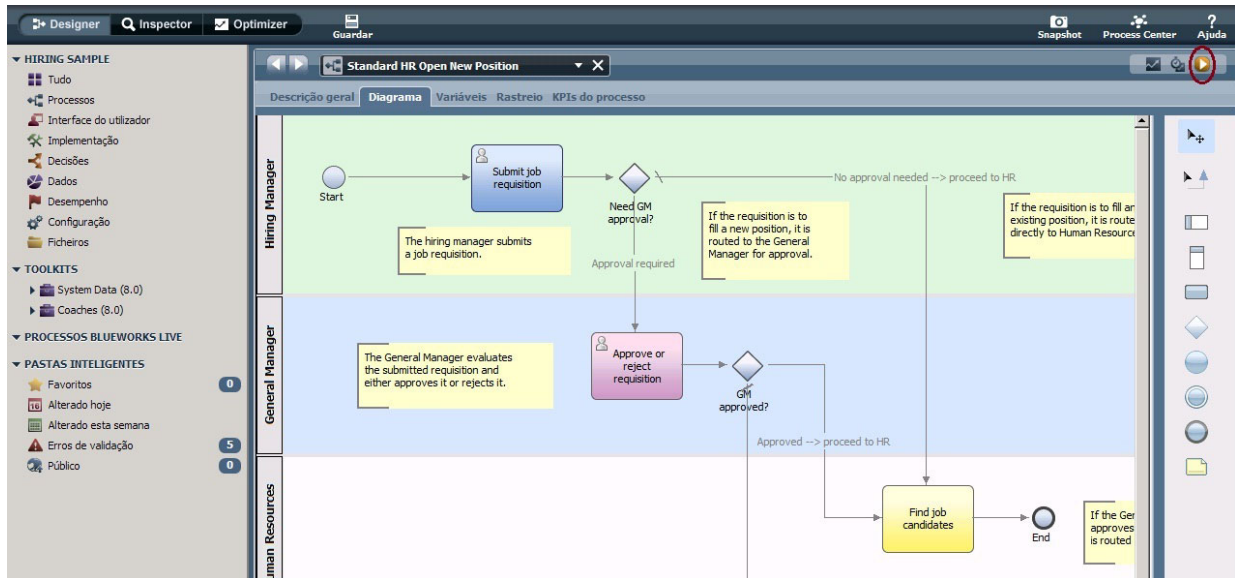 Designer Inspector Optimizer
Guardar
Snapshot Process Center Ajuda
HIRING SAMPLE
Tudo
Processos
Interface do utilizador
Implementação
Decisões
Dados
Desempenho
Configuração
Ficheiros
TOOLKITS
System Data (8.0)
Coaches (8.0)
PROCESSOS BLUEWORKS LIVE
PASTAS INTELIGENTES
Favoritos 0
16 Alterado hoje
Alterado esta semana
Erros de validação 5
Público 0
Standard HR Open New Position
Descrição geral Diagrama Variáveis Rastreio KPIs do processo
Hiring Manager
Start
Submit job
requisition
Need GM
approval?
No approval needed --> proceed to HR
The hiring manager submits
a job requisition.
If the requisition is to
fill a new position, it is
routed to the General
Manager for approval.
If the requisition is to fill an
existing position, it is route
directly to Human Resource
Approval required
General Manager
The General Manager evaluates
the submitted requisition and
either approves it or rejects it.
Approve or
reject
requisition
GM
approved?
Approved --> proceed to HR
uman Resources
Find job
candidates
End
If the Ger
approves
is routed